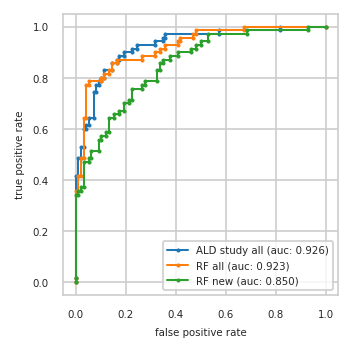 1.0
0.8
0.6
0.4
0.2
0.0
true positive rate
ALD study all (auc: 0.926)
RF all (auc: 0.923)
RF new (auc: 0.850)
0.0 0.2 0.4 0.6 0.8 1.0
false positive rate